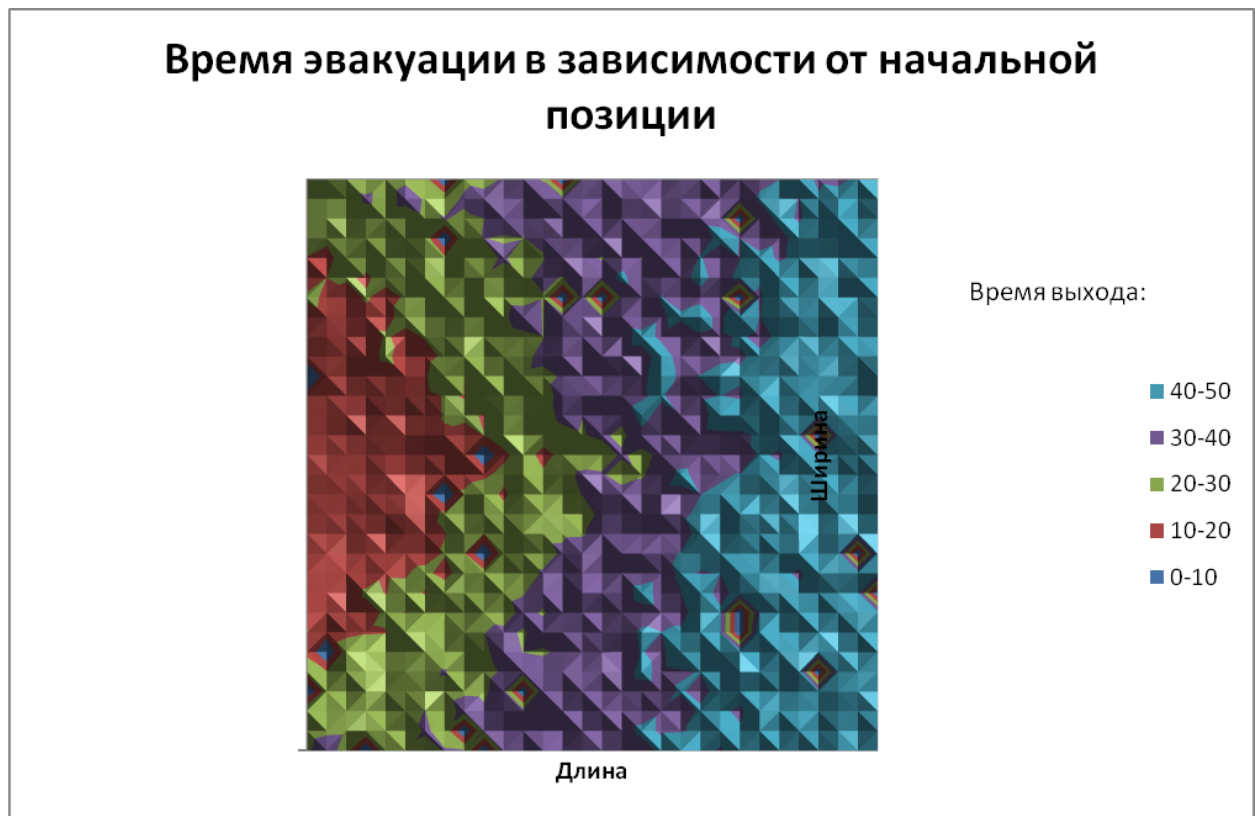 Время эвакуации в зависимости от начальной
позиции
Время выхода:
40-50
30-40
20-30
10-20
0-10
Ширина
Длина